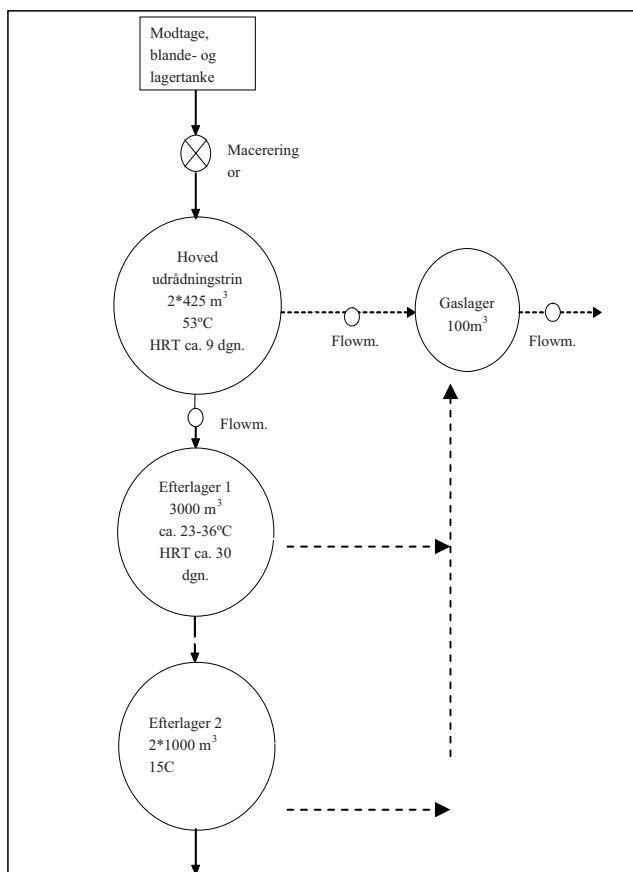 Modtage,
blande- og
lagertanke
Macerering
or
Hoved
udrådningstrin
2*425 m³
53ºC
HRT ca. 9 dgn.
Gaslager
100m³
Flowm.
Flowm.
Flowm.
Efterlager 1
3000 m³
ca. 23-36ºC
HRT ca. 30
dgn.
Efterlager 2
2*1000 m³
15C